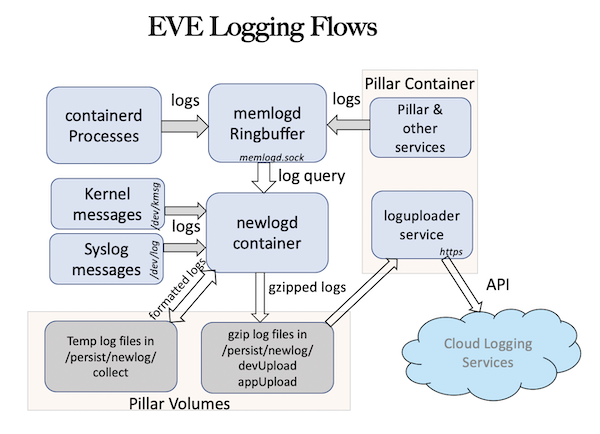 EVE Logging Flows
Pillar Container
containerd
Processes
logs
memlogd
Ringbuffer
memlogd.sock
logs
Pillar &
other
services
log query
Kernel
messages
/dev/kmsg
logs
Syslog
messages
/dev/log
newlogd
container
loguploader
service
https
formatted logs
gzipped logs
API
Temp log files in
/persist/newlog/
collect
gzip log files in
/persist/newlog/
devUpload
appUpload
Cloud Logging
Services
Pillar Volumes